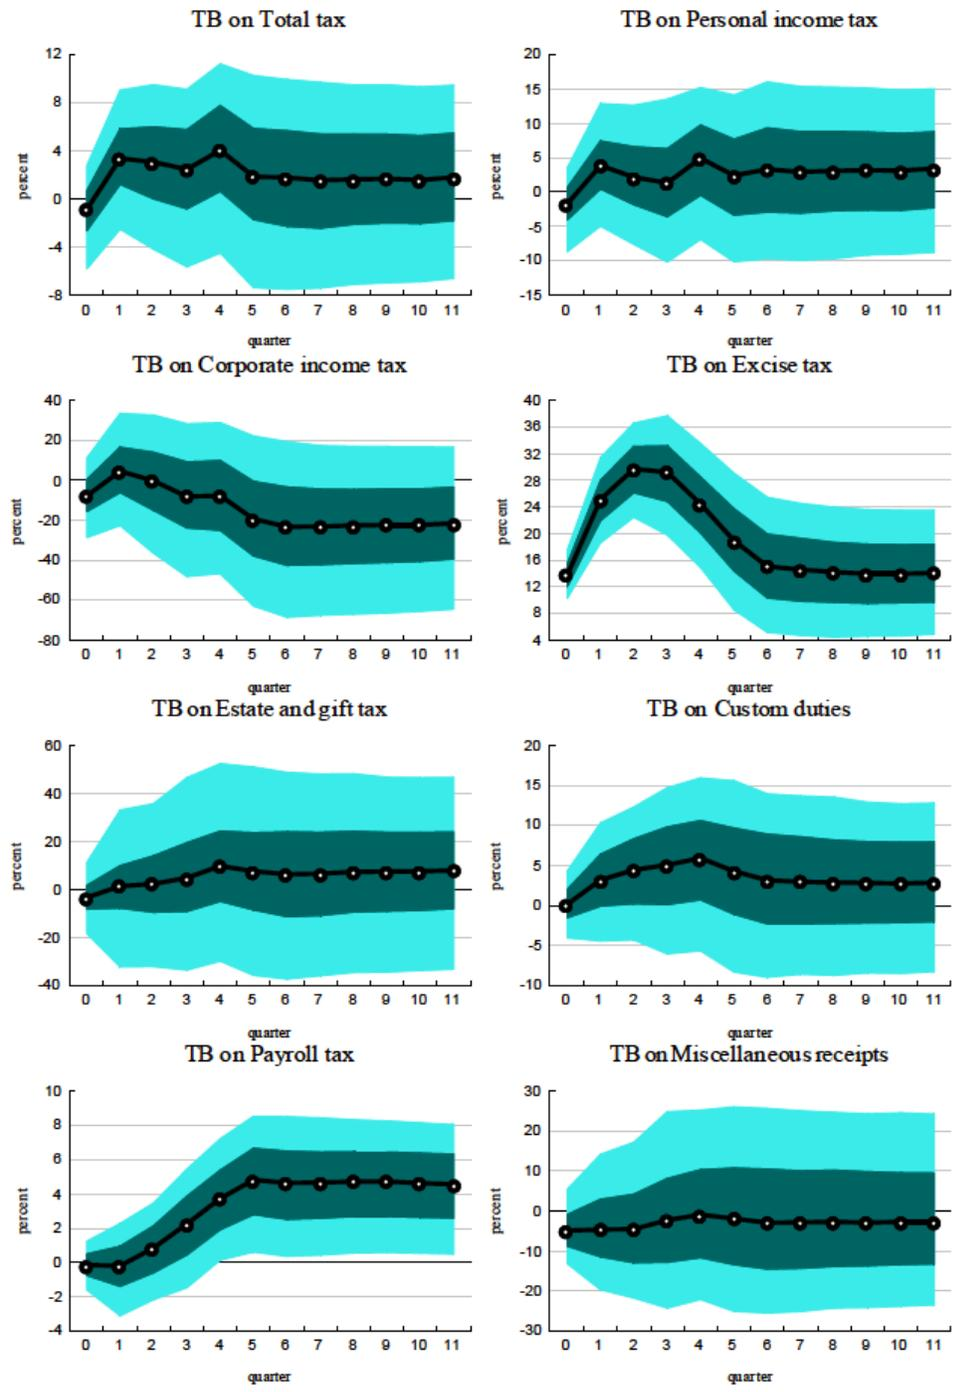 TB on Total tax
12
8
4
0
-4
-8
percent
0 1 2 3 4 5 6 7 8 9 10 11
quarter
TB on Personal income tax
20
15
10
5
0
-5
-10
-15
percent
0 1 2 3 4 5 6 7 8 9 10 11
quarter
TB on Corporate income tax
40
20
0
-20
-40
-60
-80
percent
0 1 2 3 4 5 6 7 8 9 10 11
quarter
TB on Excise tax
40
36
32
28
24
20
16
12
8
4
percent
0 1 2 3 4 5 6 7 8 9 10 11
quarter
TB on Estate and gift tax
60
40
20
0
-20
-40
percent
0 1 2 3 4 5 6 7 8 9 10 11
quarter
TB on Custom duties
20
15
10
5
0
-5
-10
percent
0 1 2 3 4 5 6 7 8 9 10 11
quarter
TB on Payroll tax
10
8
6
4
2
0
-2
-4
percent
0 1 2 3 4 5 6 7 8 9 10 11
quarter
TB on Miscellaneous receipts
30
20
10
0
-10
-20
-30
percent
0 1 2 3 4 5 6 7 8 9 10 11
quarter